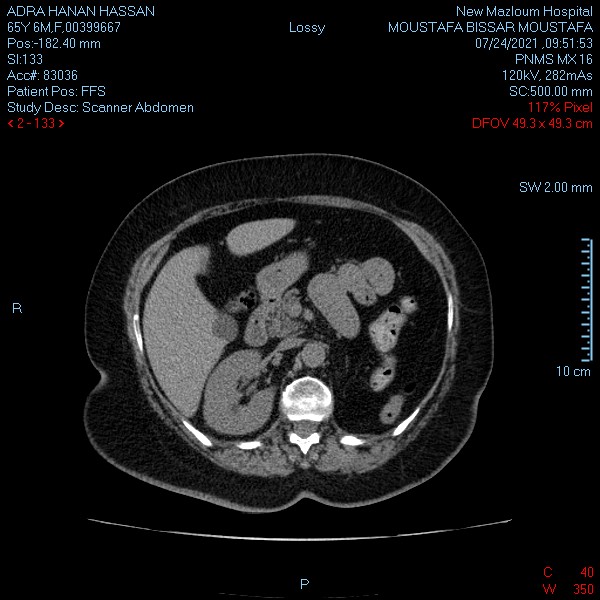 ADRA HANAN HASSAN
65Y 6M,F,00399667
Pos:-182.40 mm
SI:133
Acc#: 83036
Patient Pos: FFS
Study Desc: Scanner Abdomen
< 2 - 133 >
Lossy
New Mazloum Hospital
MOUSTAFA BISSAR MOUSTAFA
07/24/2021 ,09:51:53
PNMS MX 16
120kV, 282mAs
SC:500.00 mm
117% Pixel
DFOV 49.3 x 49.3 cm
SW 2.00 mm
R
10 cm
P
C 40
W 350